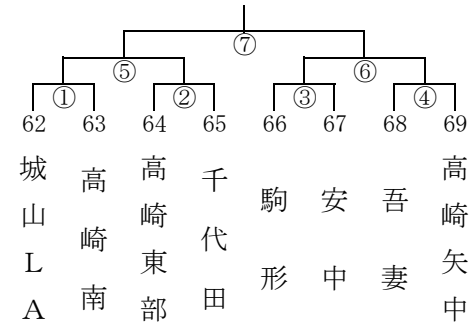 ⑦
⑤ ⑥
① ② ③ ④
62 63 64 65 66 67 68 69
城山LA
高崎南
高崎東部
千代田
駒形
安中
吾妻
高崎矢中